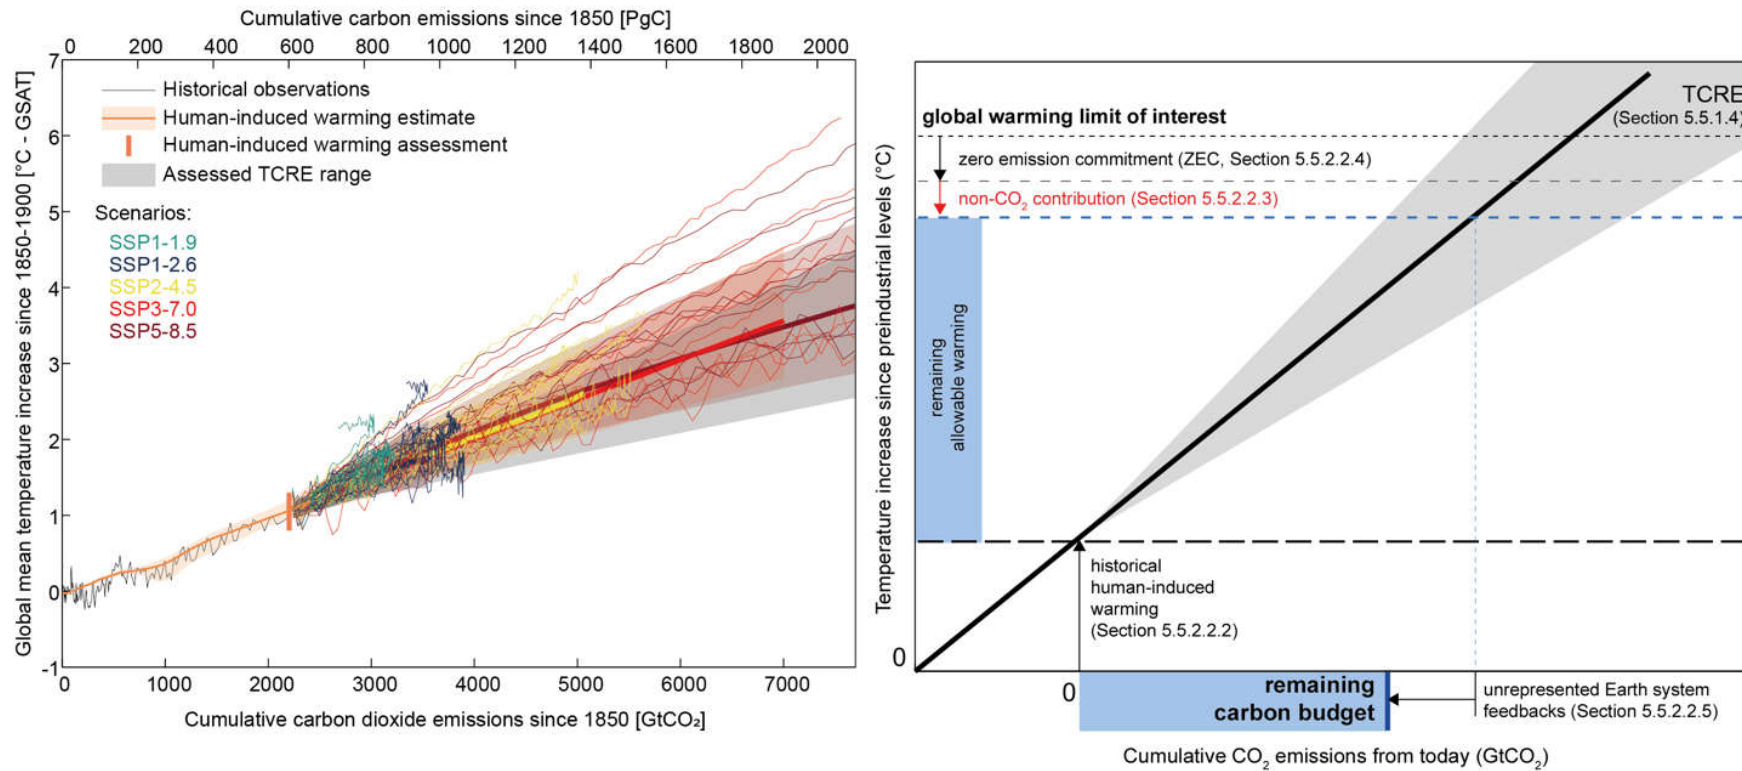 Cumulative carbon emissions since 1850 [PgC]
0 200 400 600 800 1000 1200 1400 1600 1800 2000
7
6
5
4
3
2
1
0
-1
Global mean temperature increase since 1850-1900 [°C - GSAT]
Historical observations
Human-induced warming estimate
Human-induced warming assessment
Assessed TCRE range
Scenarios:
SSP1-1.9
SSP1-2.6
SSP2-4.5
SSP3-7.0
SSP5-8.5
0 1000 2000 3000 4000 5000 6000 7000
Cumulative carbon dioxide emissions since 1850 [GtCO₂]
Temperature increase since preindustrial levels (°C)
TCRE
(Section 5.5.1.4)
global warming limit of interest
zero emission commitment (ZEC, Section 5.5.2.2.4)
non-CO₂ contribution (Section 5.5.2.2.3)
remaining
allowable warming
historical
human-induced
warming
(Section 5.5.2.2.2)
0
0
remaining
carbon budget
unrepresented Earth system
feedbacks (Section 5.5.2.2.5)
Cumulative CO₂ emissions from today (GtCO₂)